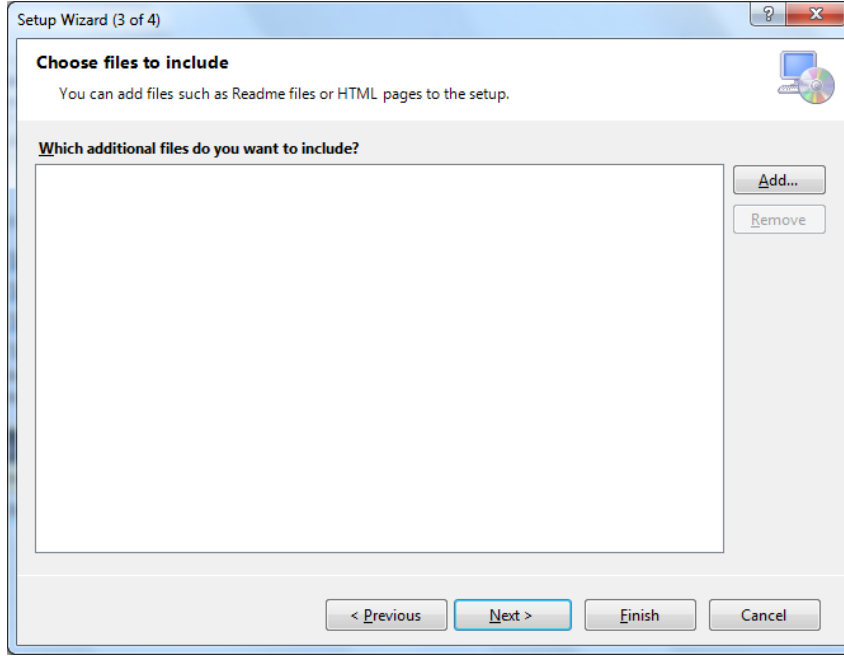 Setup Wizard (3 of 4)
Choose files to include
You can add files such as Readme files or HTML pages to the setup.
Which additional files do you want to include?
Add...
Remove
< Previous
Next >
Finish
Cancel